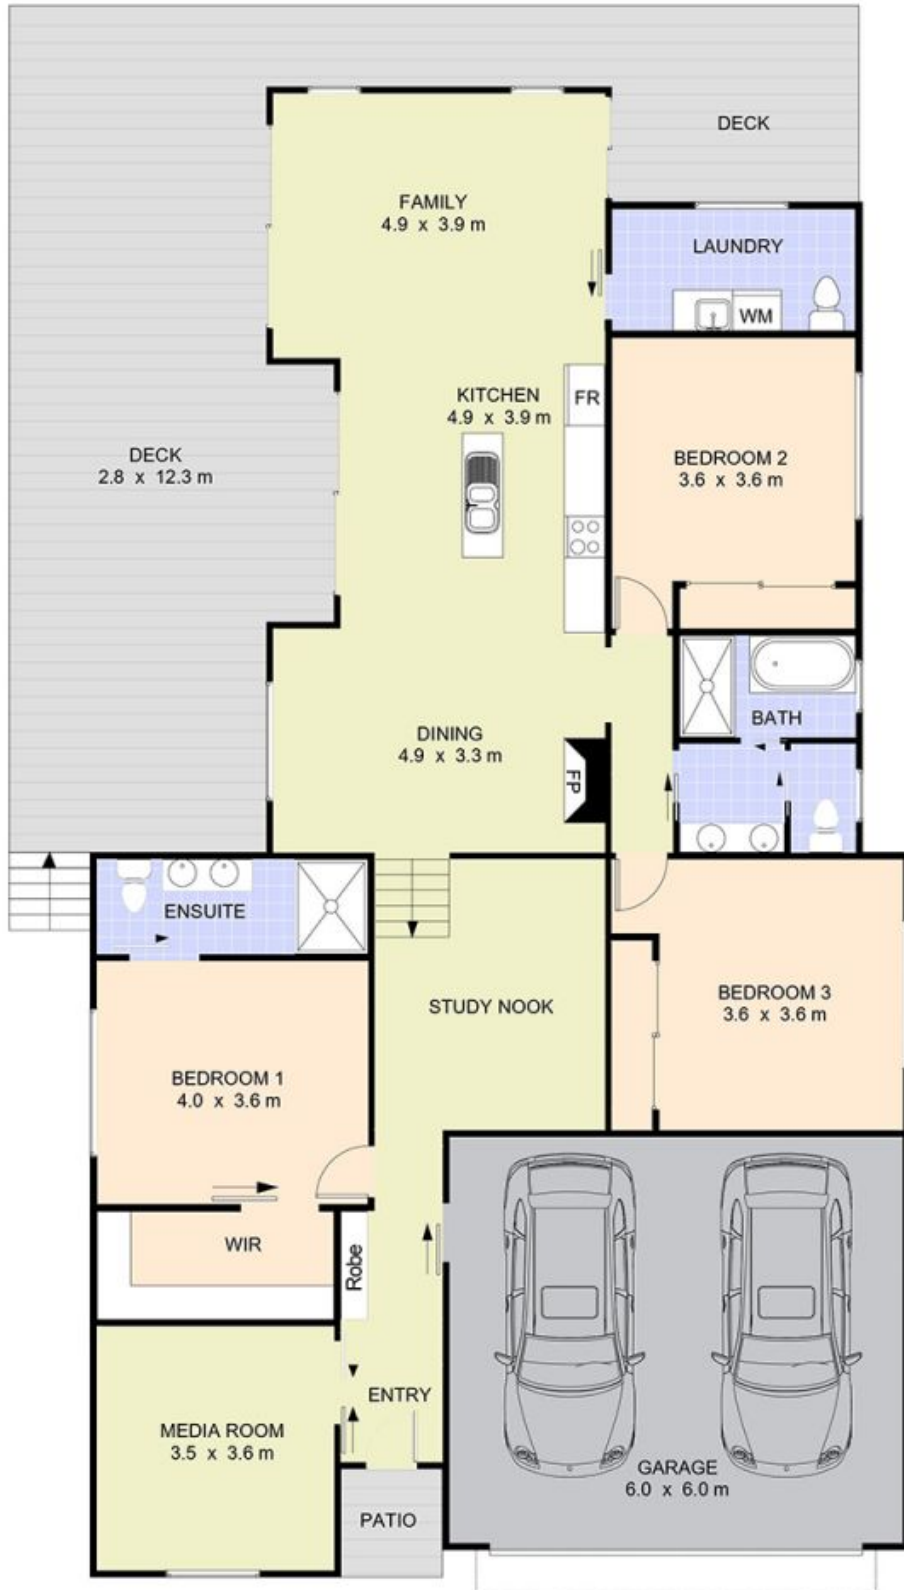 DECK
FAMILY
4.9 x 3.9 m
LAUNDRY
WM
KITCHEN
4.9 x 3.9 m
FR
DECK
2.8 x 12.3 m
BEDROOM 2
3.6 x 3.6 m
BATH
DINING
4.9 x 3.3 m
FP
ENSUITE
STUDY NOOK
BEDROOM 3
3.6 x 3.6 m
BEDROOM 1
4.0 x 3.6 m
WIR
Robe
ENTRY
MEDIA ROOM
3.5 x 3.6 m
GARAGE
6.0 x 6.0 m
PATIO